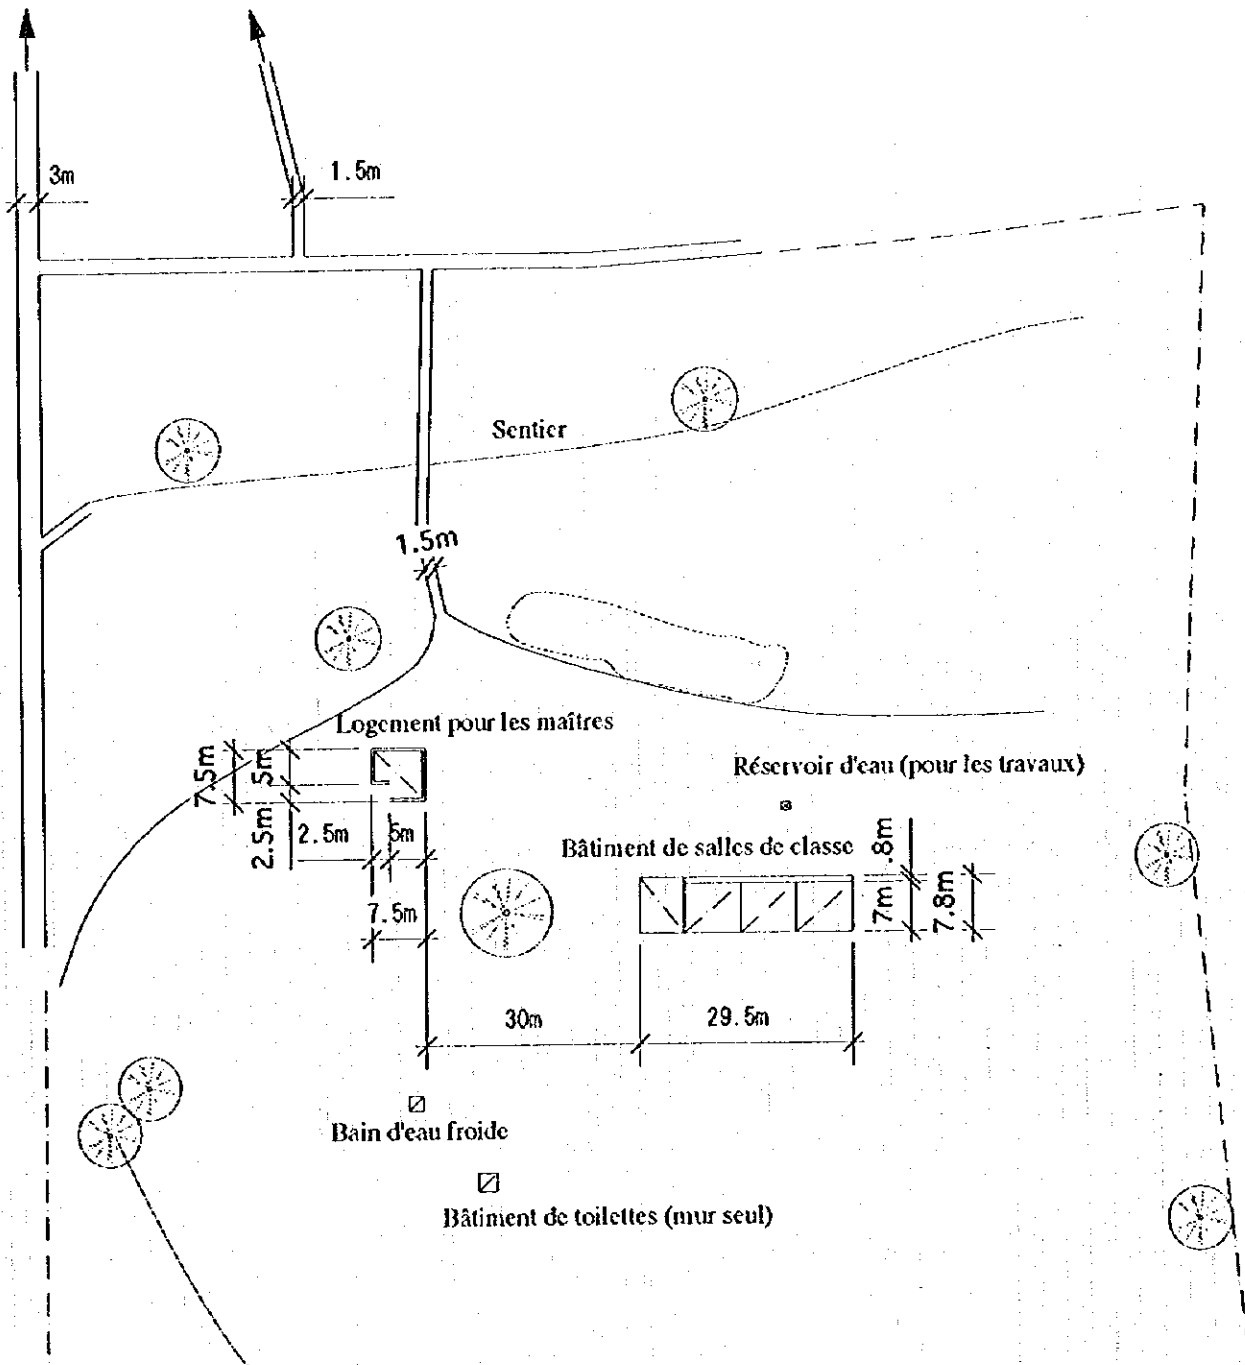 3m
1.5m
Sentier
1.5m
Logement pour les maîtres
7.5m
.5m
2.5m
2.5m
5m
7.5m
Réservoir d'eau (pour les travaux)
Bâtiment de salles de classe
.8m
7m
7.8m
30m
29.5m
Bain d'eau froide
Bâtiment de toilettes (mur seul)